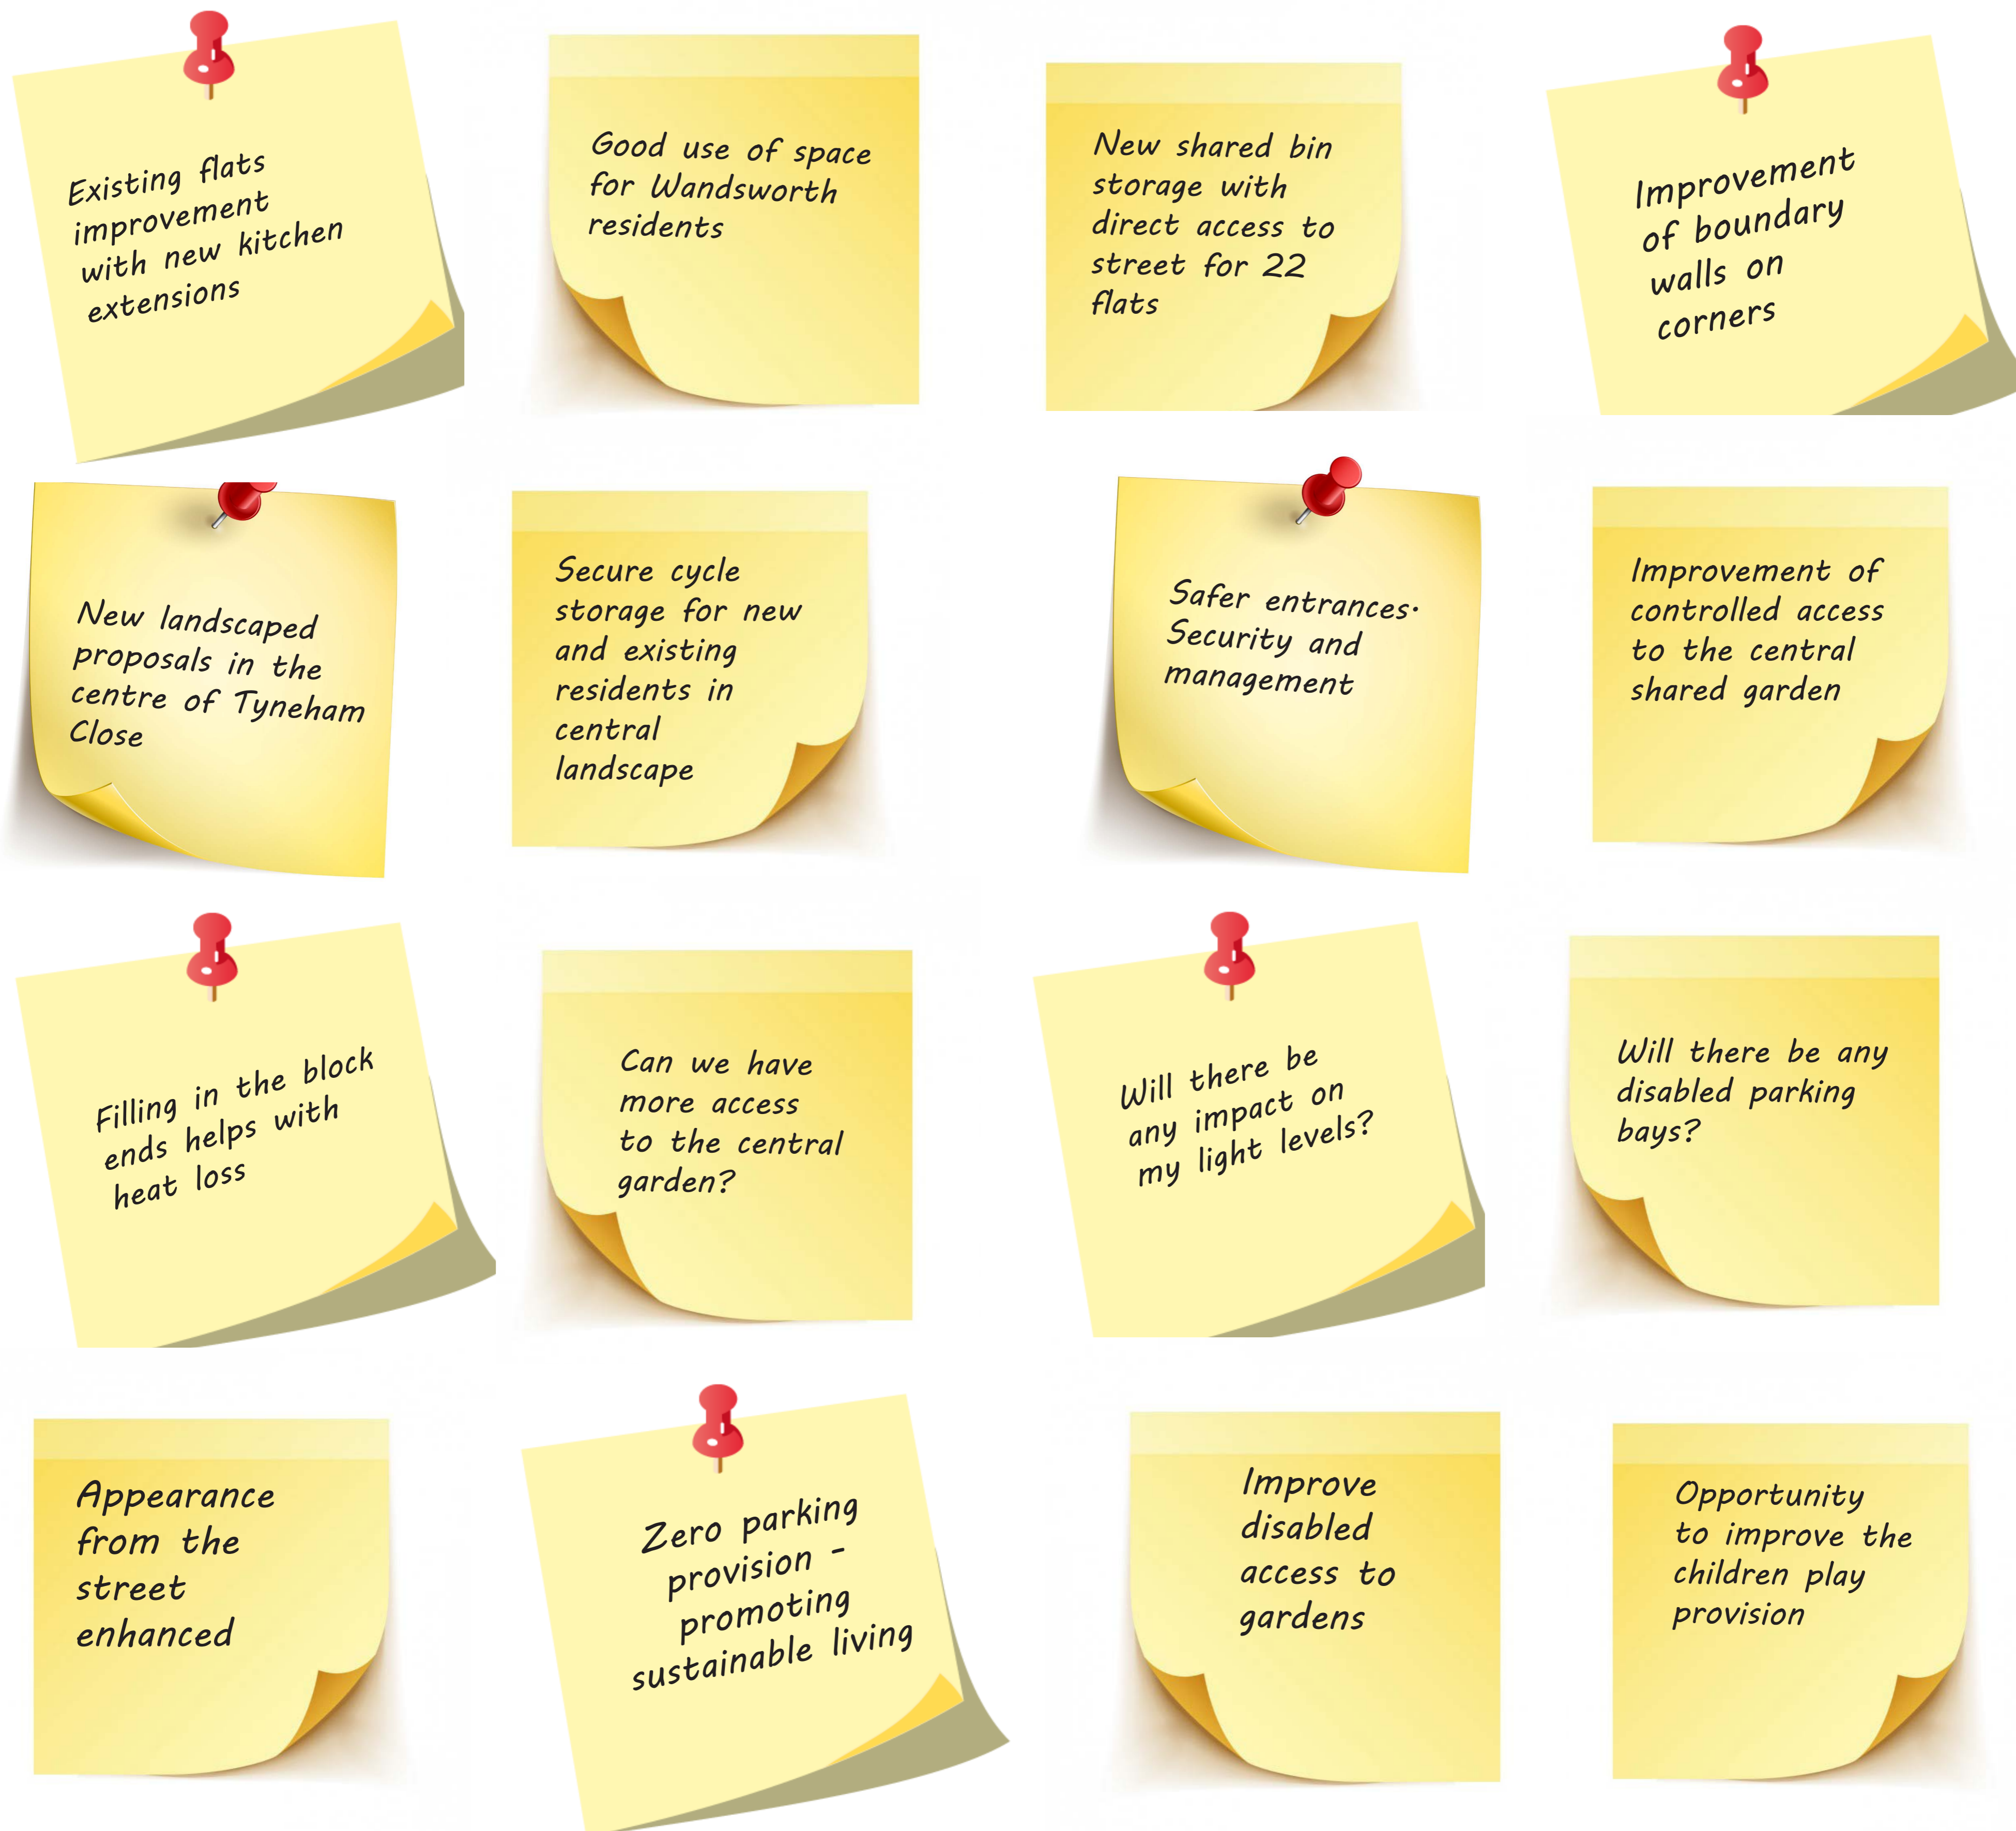 Existing flats
improvement
with new kitchen
extensions
Good use of space
for Wandsworth
residents
New shared bin
storage with
direct access to
street for 22
flats
Improvement
of boundary
walls on
corners
New landscaped
proposals in the
centre of Tyneham
Close
Secure cycle
storage for new
and existing
residents in
central
landscape
Safer entrances.
Security and
management
Improvement of
controlled access
to the central
shared garden
Filling in the block
ends helps with
heat loss
Can we have
more access
to the central
garden?
Will there be
any impact on
my light levels?
Will there be any
disabled parking
bays?
Appearance
from the
street
enhanced
Zero parking
provision -
promoting
sustainable living
Improve
disabled
access to
gardens
Opportunity
to improve the
children play
provision